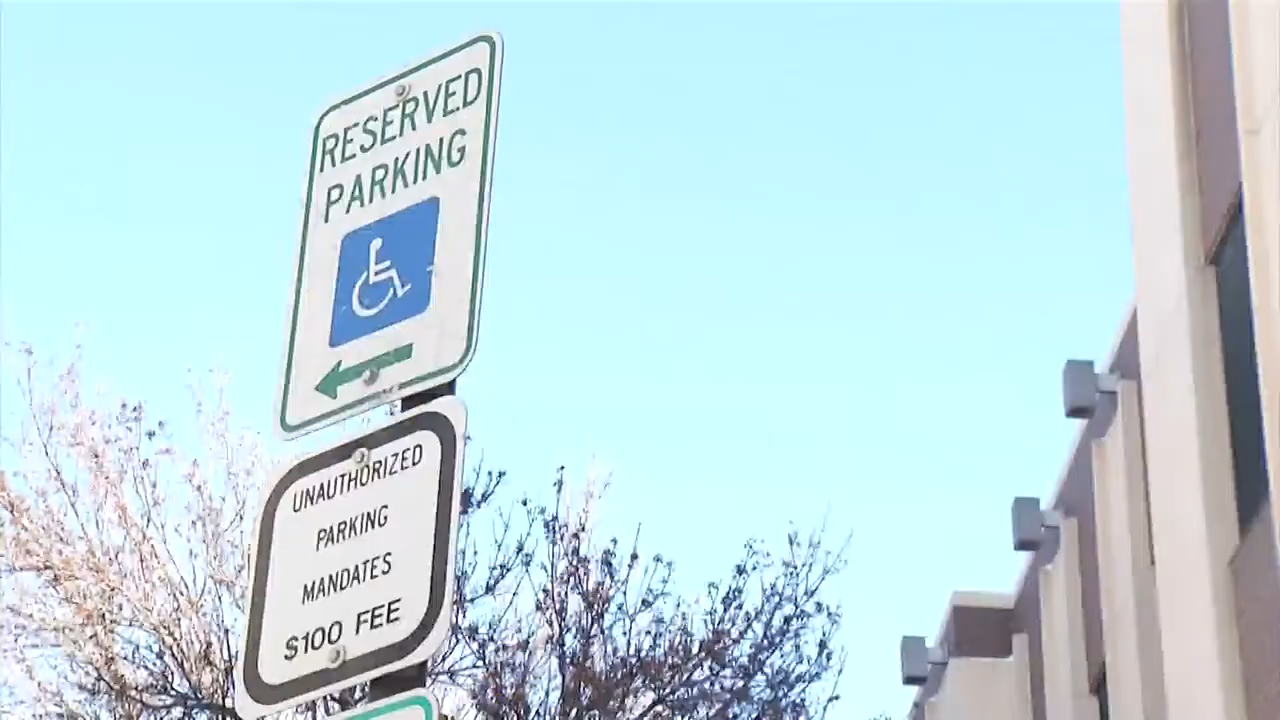 RESERVED
PARKING
UNAUTHORIZED
PARKING
MANDATES
$100 FEE